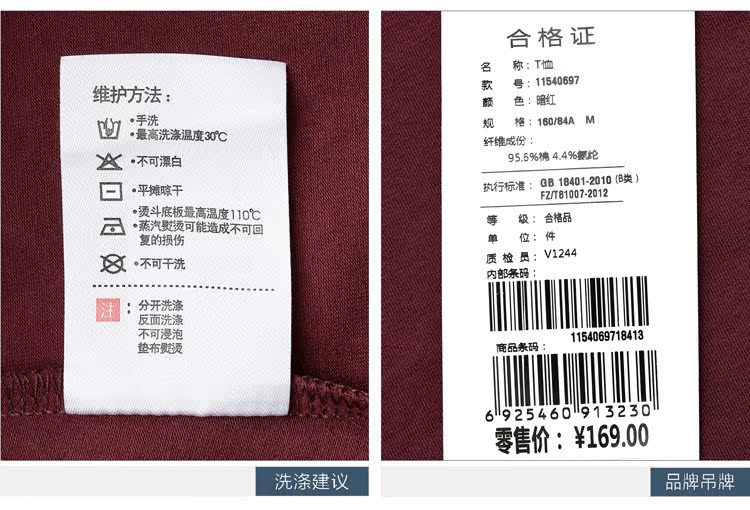 维护方法：
•手洗
•最高洗涤温度30℃
•不可漂白
•平摊晾干
•烫斗底板最高温度110℃
•蒸汽熨烫可能造成不可回
复的损伤
•不可干洗
注：分开洗涤
反面洗涤
不可浸泡
垫布熨烫
洗涤建议
合格证
名 称：T恤
款 号：11540697
颜 色：暗红
规 格：160/84A M
纤维成份：
95.6%棉 4.4%氨纶
执行标准：GB 18401-2010 (B类)
FZ/T81007-2012
等 级：合格品
单 位：件
质 检 员：V1244
内部条码：
1154069718413
商品条码：
6 925460 913230
零售价：¥169.00
品牌吊牌